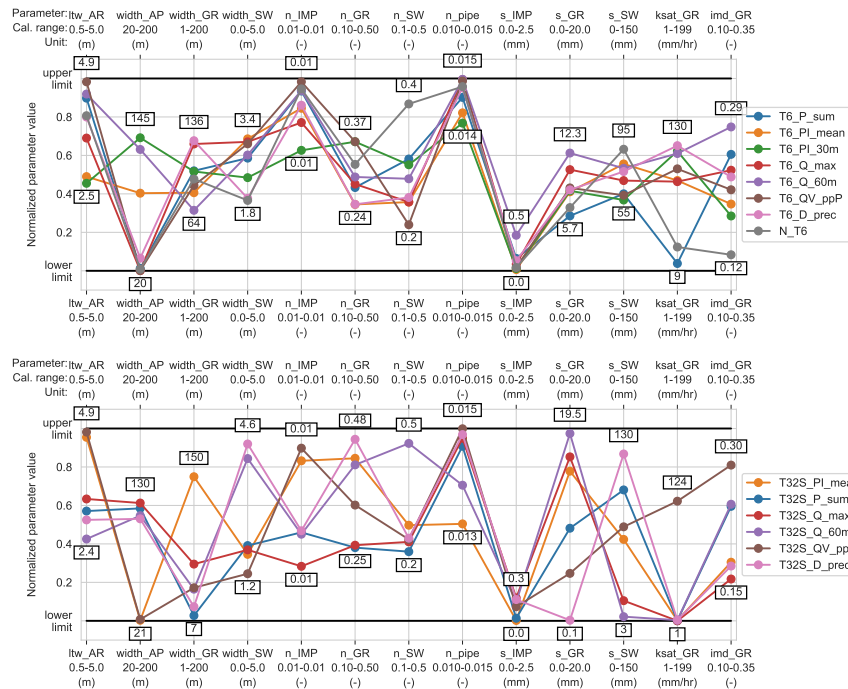 Parameter: ltw_AR width_AP width_GR width_SW n_IMP n_GR n_SW n_pipe s_IMP s_GR s_SW ksat_GR imd_GR
Cal. range: 0.5-5.0 20-200 1-200 0.0-5.0 0.01-0.01 0.10-0.50 0.1-0.5 0.010-0.015 0.0-2.5 0.0-20.0 0-150 1-199 0.10-0.35
Unit: (m) (m) (m) (m) (-) (-) (-) (-) (mm) (mm) (mm) (mm/hr) (-)
4.9 0.01 0.015
upper
limit
0.4
145 136 3.4 0.37 12.3 95 130 0.29
0.8
0.014
0.01
0.6
0.4
2.5 64 1.8 0.24 0.2 0.5 5.7 55
0.2
lower
limit
20 0.0 9 0.12
Normalized parameter value
T6_P_sum
T6_PI_mean
T6_PI_30m
T6_Q_max
T6_Q_60m
T6_QV_ppP
T6_D_prec
N_T6
ltw_AR width_AP width_GR width_SW n_IMP n_GR n_SW n_pipe s_IMP s_GR s_SW ksat_GR imd_GR
0.5-5.0 20-200 1-200 0.0-5.0 0.01-0.01 0.10-0.50 0.1-0.5 0.010-0.015 0.0-2.5 0.0-20.0 0-150 1-199 0.10-0.35
(m) (m) (m) (m) (-) (-) (-) (-) (mm) (mm) (mm) (mm/hr) (-)
Parameter: ltw_AR width_AP width_GR width_SW n_IMP n_GR n_SW n_pipe s_IMP s_GR s_SW ksat_GR imd_GR
Cal. range: 0.5-5.0 20-200 1-200 0.0-5.0 0.01-0.01 0.10-0.50 0.1-0.5 0.010-0.015 0.0-2.5 0.0-20.0 0-150 1-199 0.10-0.35
Unit: (m) (m) (m) (m) (-) (-) (-) (-) (mm) (mm) (mm) (mm/hr) (-)
4.9 4.6 0.01 0.48 0.5 0.015 19.5 130
upper
limit
130 150 124 0.30
0.8
0.6
0.4
2.4 1.2 0.01 0.25 0.2 0.013 0.3 0.15
0.2
lower
limit
21 7 0.0 0.1 3 1
Normalized parameter value
T32S_PI_mea
T32S_P_sum
T32S_Q_max
T32S_Q_60m
T32S_QV_pp
T32S_D_prec
ltw_AR width_AP width_GR width_SW n_IMP n_GR n_SW n_pipe s_IMP s_GR s_SW ksat_GR imd_GR
0.5-5.0 20-200 1-200 0.0-5.0 0.01-0.01 0.10-0.50 0.1-0.5 0.010-0.015 0.0-2.5 0.0-20.0 0-150 1-199 0.10-0.35
(m) (m) (m) (m) (-) (-) (-) (-) (mm) (mm) (mm) (mm/hr) (-)